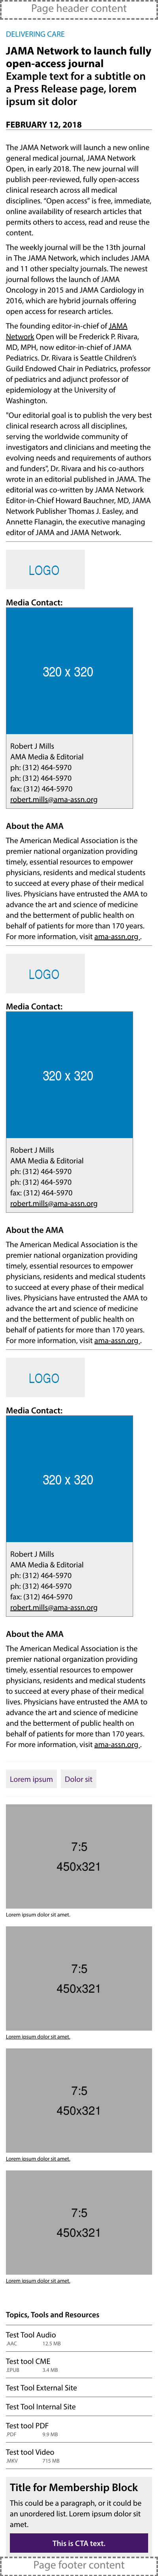 Page header content
DELIVERING CARE
JAMA Network to launch fully
open-access journal
Example text for a subtitle on
a Press Release page, lorem
ipsum sit dolor
FEBRUARY 12, 2018
The JAMA Network will launch a new online
general medical journal, JAMA Network
Open, in early 2018. The new journal will
publish peer-reviewed, fully open-access
clinical research across all medical
disciplines. “Open access” is free, immediate,
online availability of research articles that
permits others to access, read and reuse the
content.
The weekly journal will be the 13th journal
in The JAMA Network, which includes JAMA
and 11 other specialty journals. The newest
journal follows the launch of JAMA
Oncology in 2015 and JAMA Cardiology in
2016, which are hybrid journals offering
open access for research articles.
The founding editor-in-chief of JAMA
Network Open will be Frederick P. Rivara,
MD, MPH, now editor-in-chief of JAMA
Pediatrics. Dr. Rivara is Seattle Children’s
Guild Endowed Chair in Pediatrics, professor
of pediatrics and adjunct professor of
epidemiology at the University of
Washington.
“Our editorial goal is to publish the very best
clinical research across all disciplines,
serving the worldwide community of
investigators and clinicians and meeting the
evolving needs and requirements of authors
and funders”, Dr. Rivara and his co-authors
wrote in an editorial published in JAMA. The
editorial was co-written by JAMA Network
Editor-in-Chief Howard Bauchner, MD, JAMA
Network Publisher Thomas J. Easley, and
Annette Flanagin, the executive managing
editor of JAMA and JAMA Network.
LOGO
Media Contact:
320 x 320
Robert J Mills
AMA Media & Editorial
ph: (312) 464-5970
ph: (312) 464-5970
fax: (312) 464-5970
robert.mills@ama-assn.org
About the AMA
The American Medical Association is the
premier national organization providing
timely, essential resources to empower
physicians, residents and medical students
to succeed at every phase of their medical
lives. Physicians have entrusted the AMA to
advance the art and science of medicine
and the betterment of public health on
behalf of patients for more than 170 years.
For more information, visit ama-assn.org .
LOGO
Media Contact:
320 x 320
Robert J Mills
AMA Media & Editorial
ph: (312) 464-5970
ph: (312) 464-5970
fax: (312) 464-5970
robert.mills@ama-assn.org
About the AMA
The American Medical Association is the
premier national organization providing
timely, essential resources to empower
physicians, residents and medical students
to succeed at every phase of their medical
lives. Physicians have entrusted the AMA to
advance the art and science of medicine
and the betterment of public health on
behalf of patients for more than 170 years.
For more information, visit ama-assn.org .
LOGO
Media Contact:
320 x 320
Robert J Mills
AMA Media & Editorial
ph: (312) 464-5970
ph: (312) 464-5970
fax: (312) 464-5970
robert.mills@ama-assn.org
About the AMA
The American Medical Association is the
premier national organization providing
timely, essential resources to empower
physicians, residents and medical students
to succeed at every phase of their medical
lives. Physicians have entrusted the AMA to
advance the art and science of medicine
and the betterment of public health on
behalf of patients for more than 170 years.
For more information, visit ama-assn.org .
Lorem ipsum Dolor sit
7:5
450x321
Lorem ipsum dolor sit amet.
7:5
450x321
Lorem ipsum dolor sit amet.
7:5
450x321
Lorem ipsum dolor sit amet.
7:5
450x321
Lorem ipsum dolor sit amet.
Topics, Tools and Resources
Test Tool Audio
AAC 12.5 MB
Test tool CME
EPUB 3.4 MB
Test Tool External Site
Test Tool Internal Site
Test tool PDF
PDF 9.9 MB
Test tool Video
MKV 715 MB
Title for Membership Block
This could be a paragraph, or it could be
an unordered list. Lorem ipsum dolor sit
amet.
This is CTA text.
Page footer content